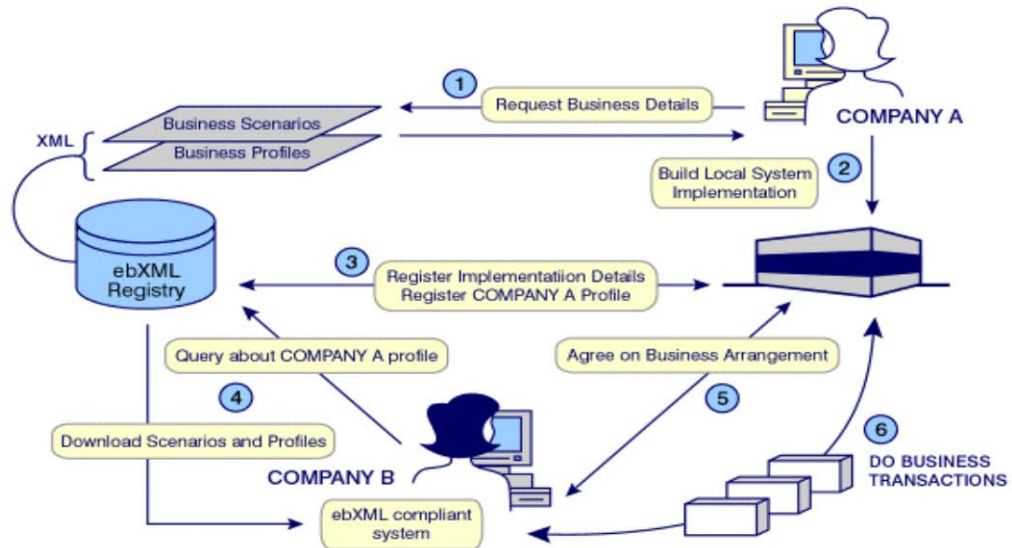 1
Request Business Details
COMPANY A
XML
Business Scenarios
Business Profiles
2
Build Local System
Implementation
ebXML
Registry
3
Register Implementatiion Details
Register COMPANY A Profile
Query about COMPANY A profile
Agree on Business Arrangement
4
5
Download Scenarios and Profiles
6
DO BUSINESS
TRANSACTIONS
COMPANY B
ebXML compliant
system